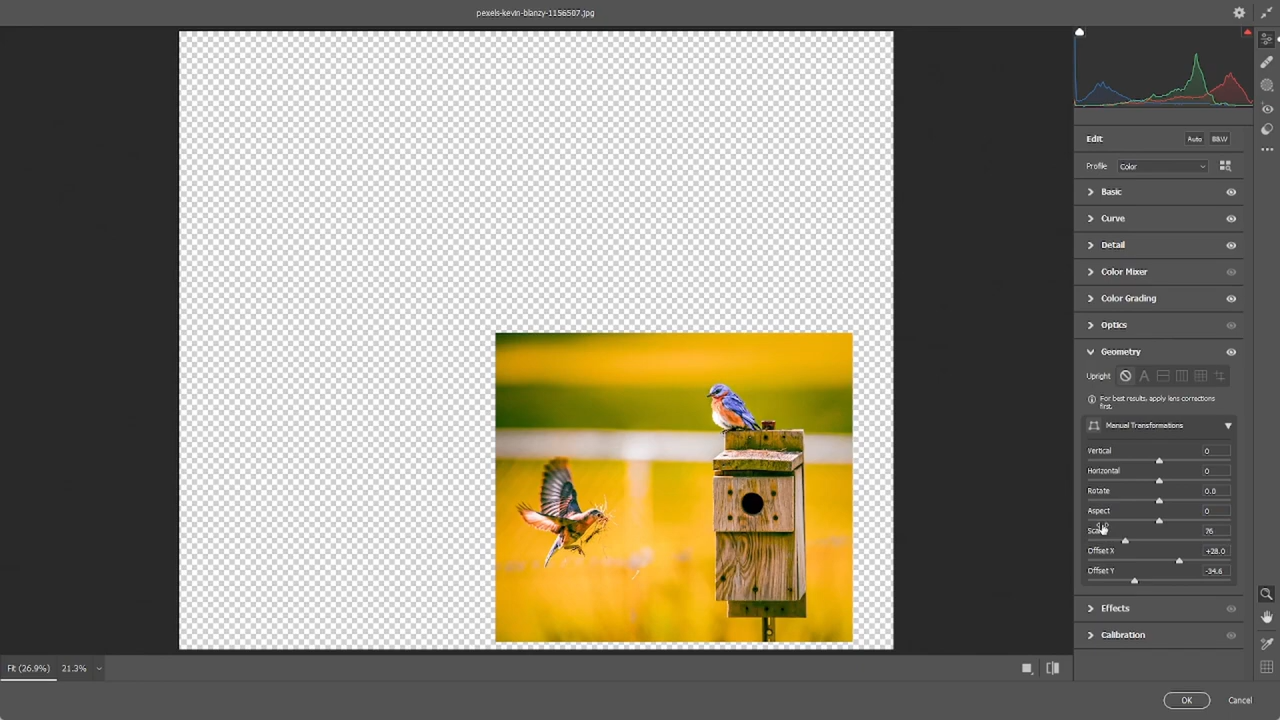 pexels-kevin-blanzy-1156507.jpg
Edit
Auto
B&W
Profile
Color
Basic
Curve
Detail
Color Mixer
Color Grading
Optics
Geometry
Upright
A
For best results, apply lens corrections
first.
Manual Transformations
Vertical 0
Horizontal 0
Rotate 0.0
Aspect 0
Scale 76
Offset X +28.0
Offset Y -34.6
Effects
Calibration
Fit (26.9%) 21.3%
OK Cancel